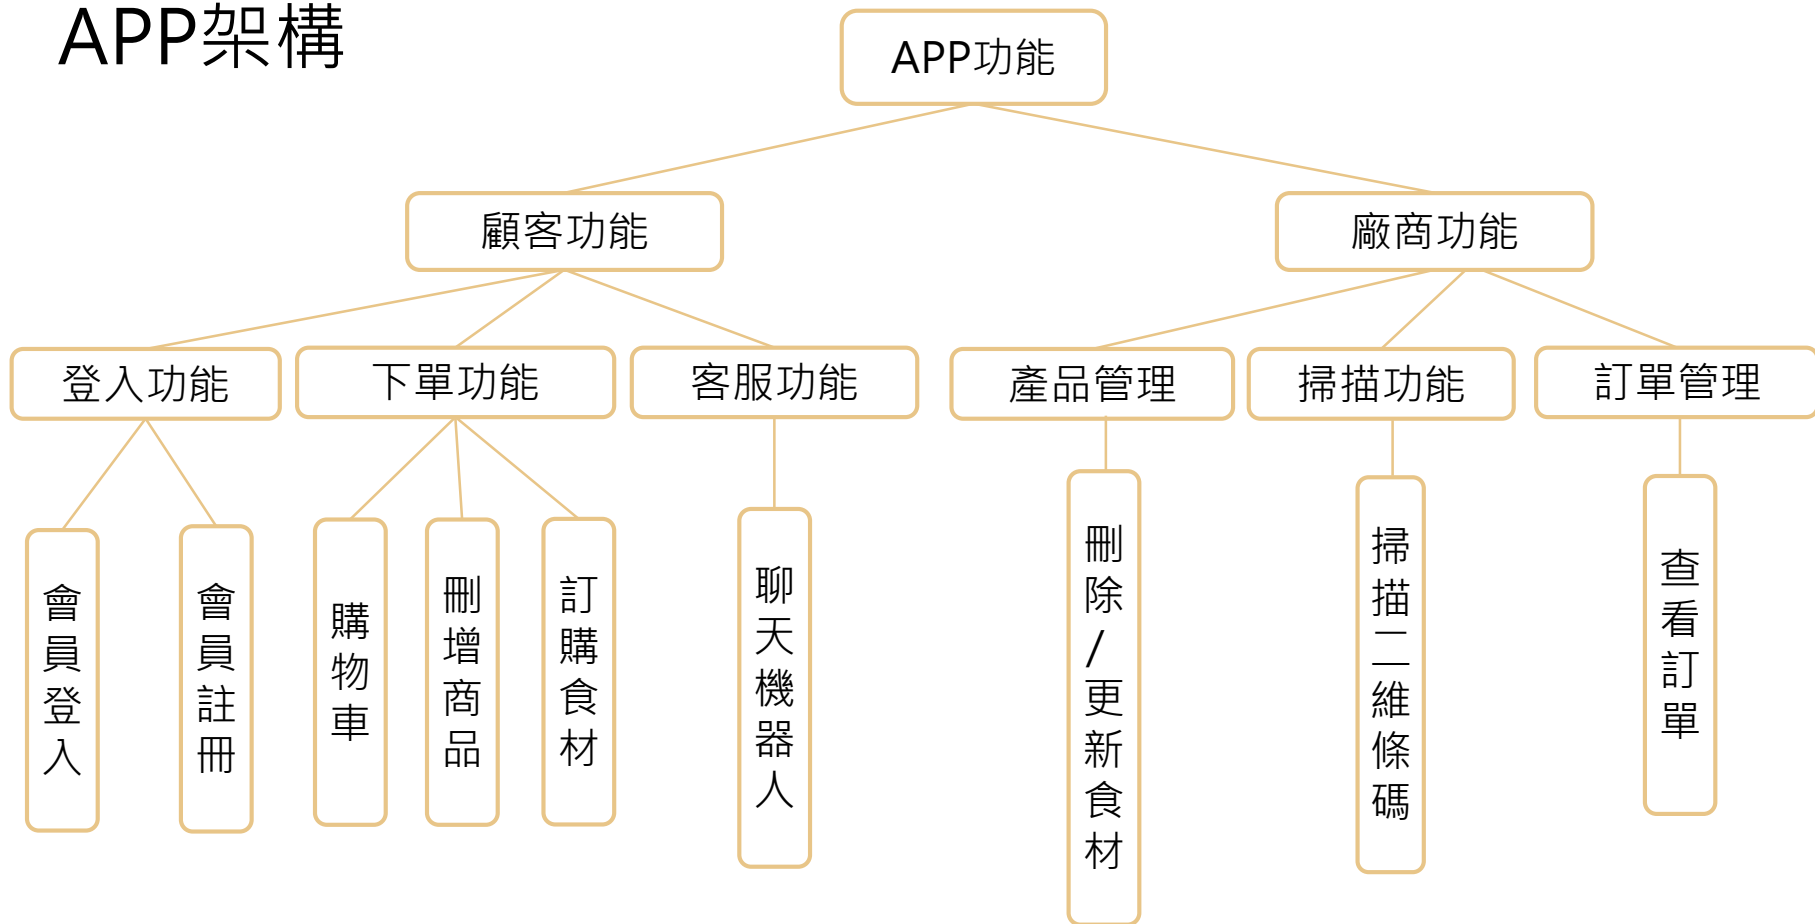 APP架構
APP功能
顧客功能
廠商功能
登入功能
下單功能
客服功能
產品管理
掃描功能
訂單管理
會員登入
會員註冊
購物車
刪增商品
訂購食材
聊天機器人
刪除/更新食材
掃描二維條碼
查看訂單